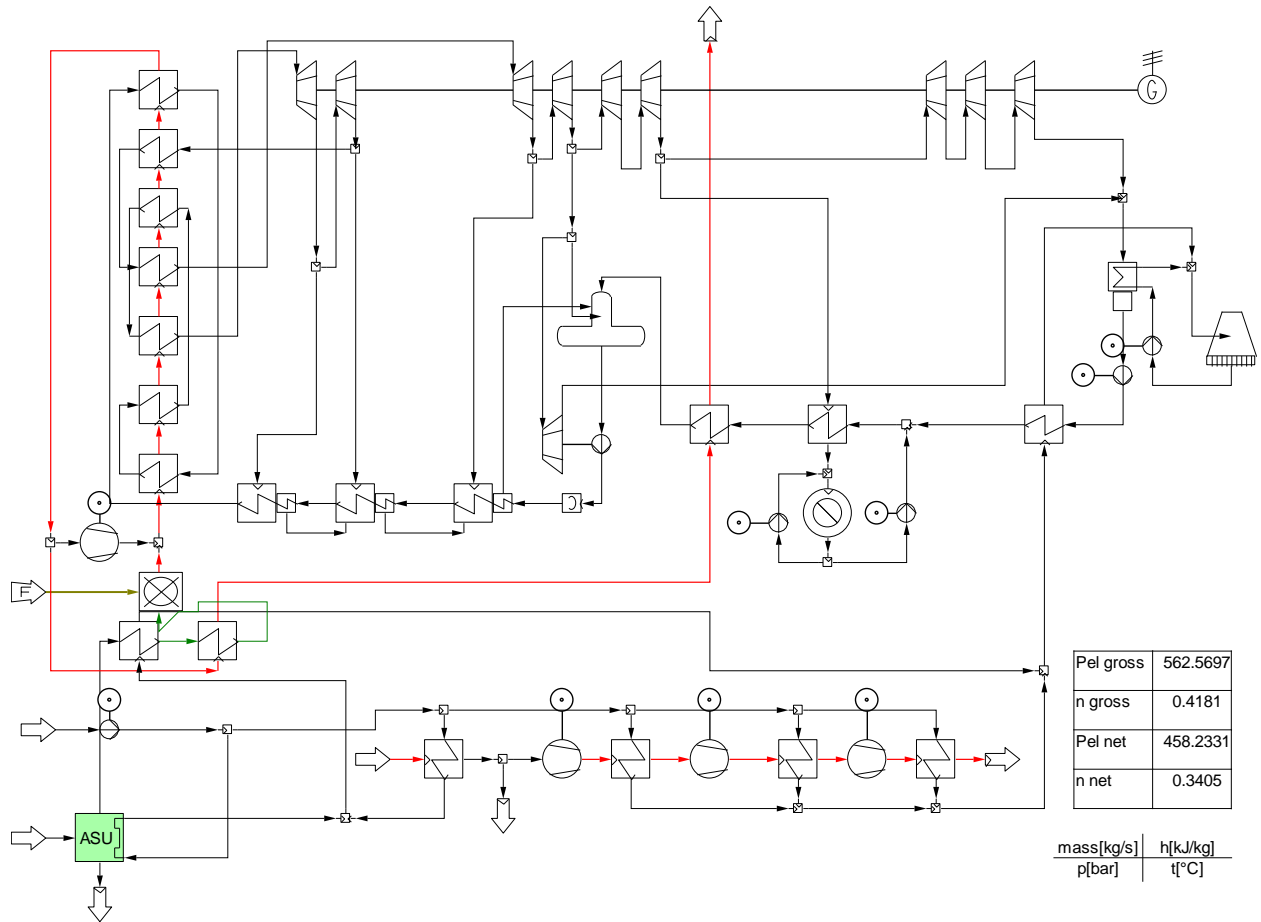 G
F
Pel gross 562.5697
n gross 0.4181
Pel net 458.2331
n net 0.3405
ASU
mass[kg/s] h[kJ/kg]
p[bar] t[°C]